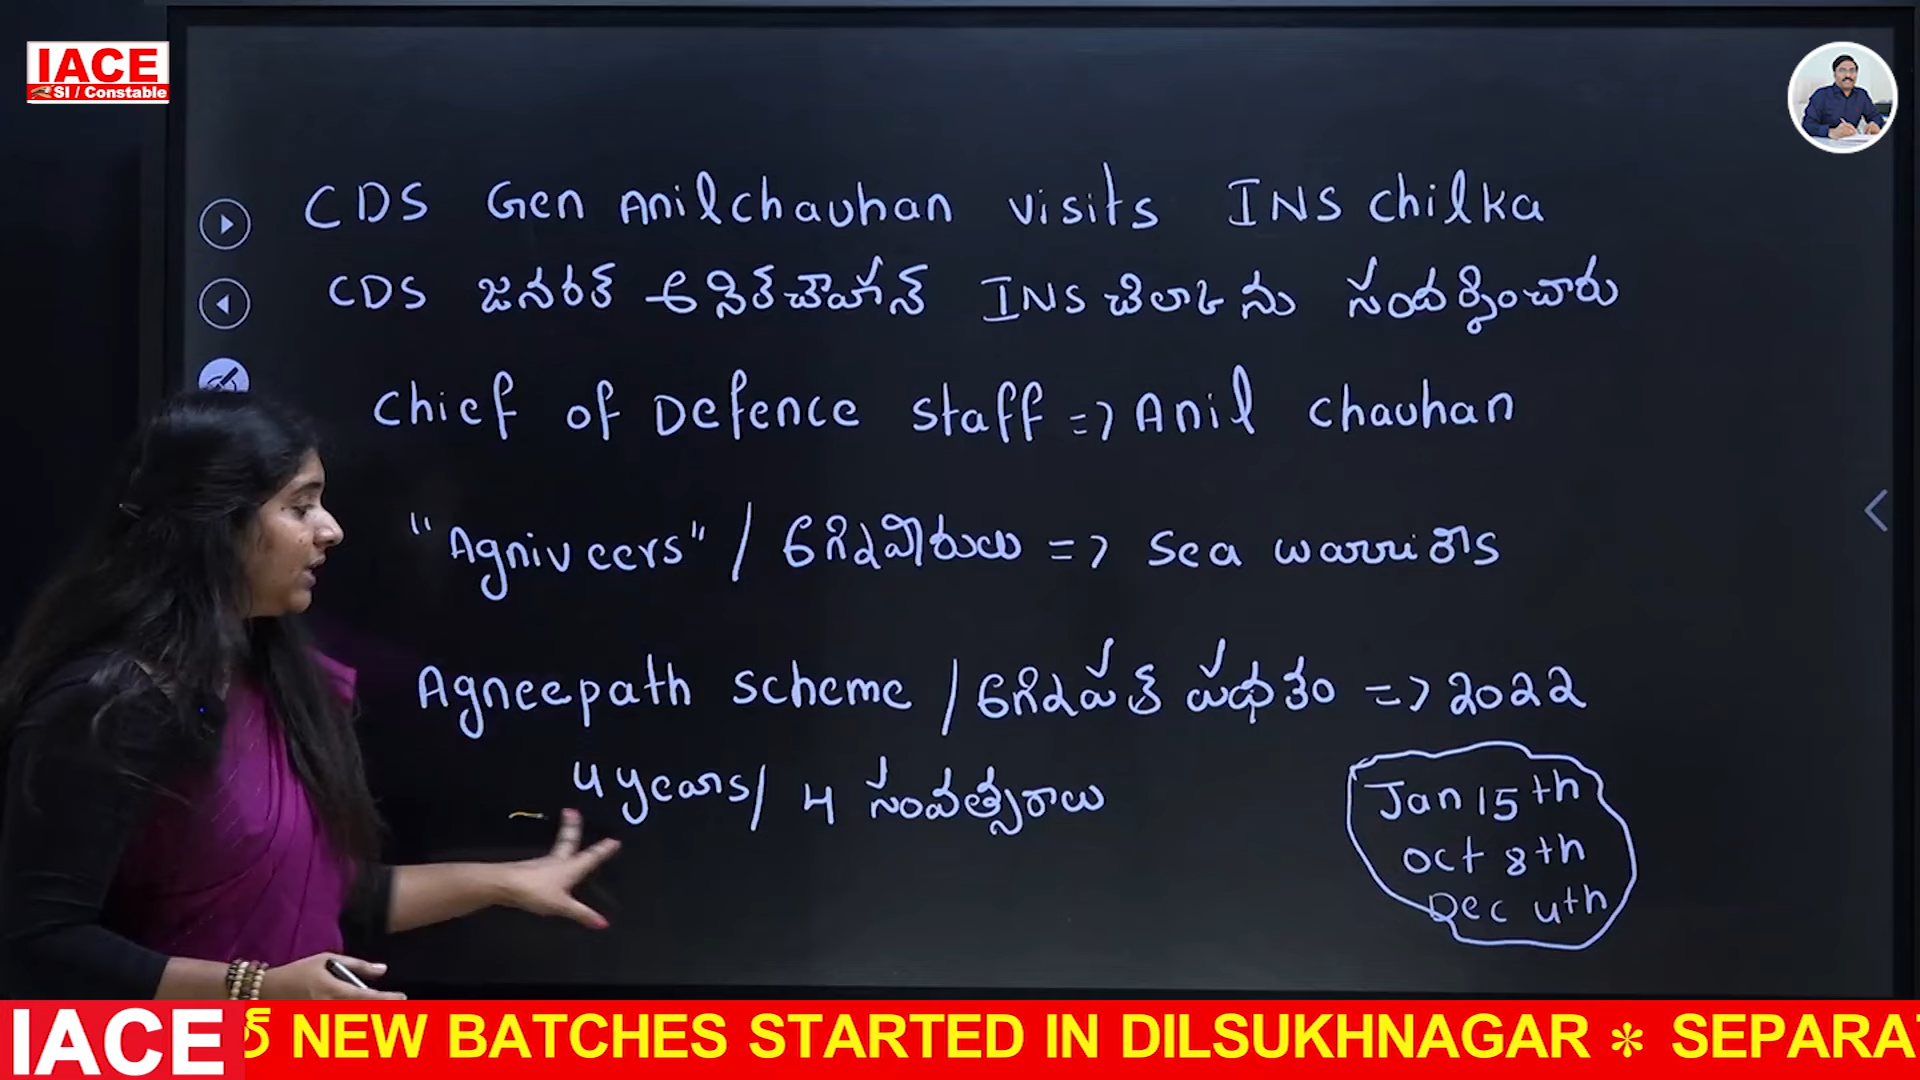 IACE
SI / Constable
CDS Gen Anilchauhan visits INS chilka
CDS జనరల్ అనిల్ చౌహాన్ INS చిలాకను సందర్శించారు
Chief of Defence staff => Anil chauhan
"Agniveers" / అగ్నివీరులు => Sea warriors
Agneepath scheme / అగ్నిపథ్ పథకం => 2022
4 years / 4 సంవత్సరాలు
Jan 15th
Oct 8th
Dec 4th
IACE NEW BATCHES STARTED IN DILSUKHNAGAR * SEPARA